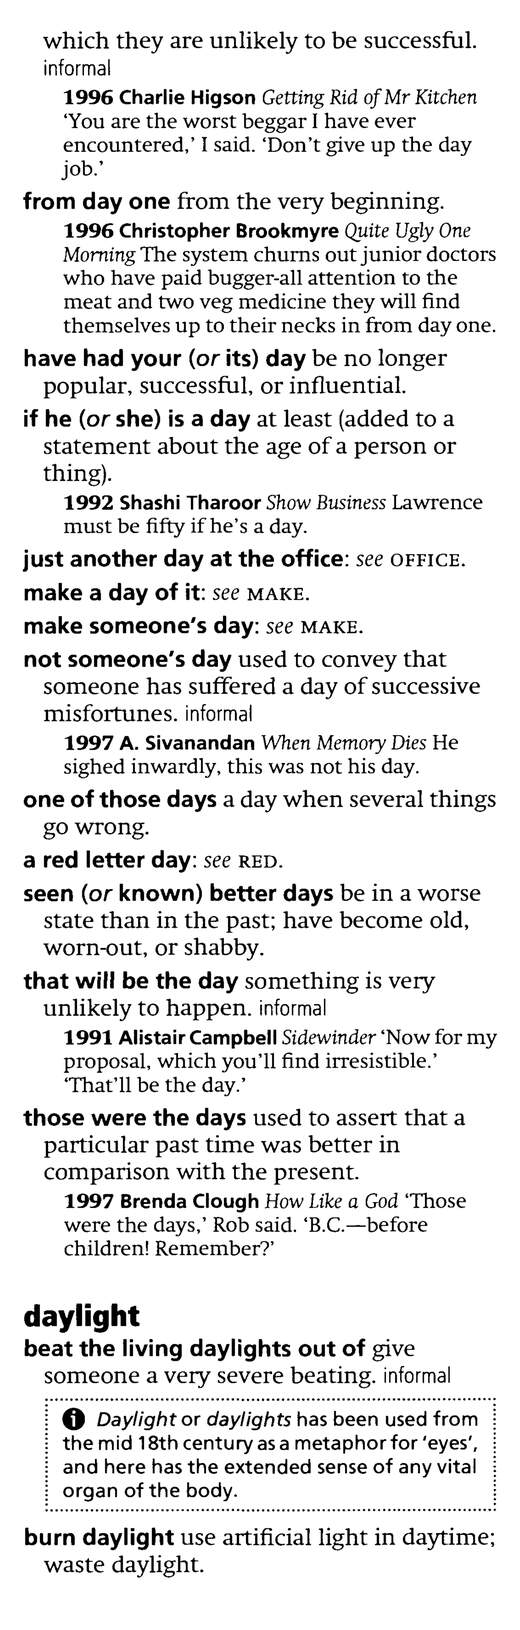 which they are unlikely to be successful.
informal
1996 Charlie Higson Getting Rid of Mr Kitchen
‘You are the worst beggar I have ever
encountered,’ I said. ‘Don’t give up the day
job.’
from day one from the very beginning.
1996 Christopher Brookmyre Quite Ugly One
Morning The system churns out junior doctors
who have paid bugger-all attention to the
meat and two veg medicine they will find
themselves up to their necks in from day one.
have had your (or its) day be no longer
popular, successful, or influential.
if he (or she) is a day at least (added to a
statement about the age of a person or
thing).
1992 Shashi Tharoor Show Business Lawrence
must be fifty if he’s a day.
just another day at the office: see OFFICE.
make a day of it: see MAKE.
make someone’s day: see MAKE.
not someone’s day used to convey that
someone has suffered a day of successive
misfortunes. informal
1997 A. Sivanandan When Memory Dies He
sighed inwardly, this was not his day.
one of those days a day when several things
go wrong.
a red letter day: see RED.
seen (or known) better days be in a worse
state than in the past; have become old,
worn-out, or shabby.
that will be the day something is very
unlikely to happen. informal
1991 Alistair Campbell Sidewinder ‘Now for my
proposal, which you’ll find irresistible.’
‘That’ll be the day.’
those were the days used to assert that a
particular past time was better in
comparison with the present.
1997 Brenda Clough How Like a God ‘Those
were the days,’ Rob said. ‘B.C.—before
children! Remember?’
daylight
beat the living daylights out of give
someone a very severe beating. informal
i Daylight or daylights has been used from
the mid 18th century as a metaphor for ‘eyes’,
and here has the extended sense of any vital
organ of the body.
burn daylight use artificial light in daytime;
waste daylight.